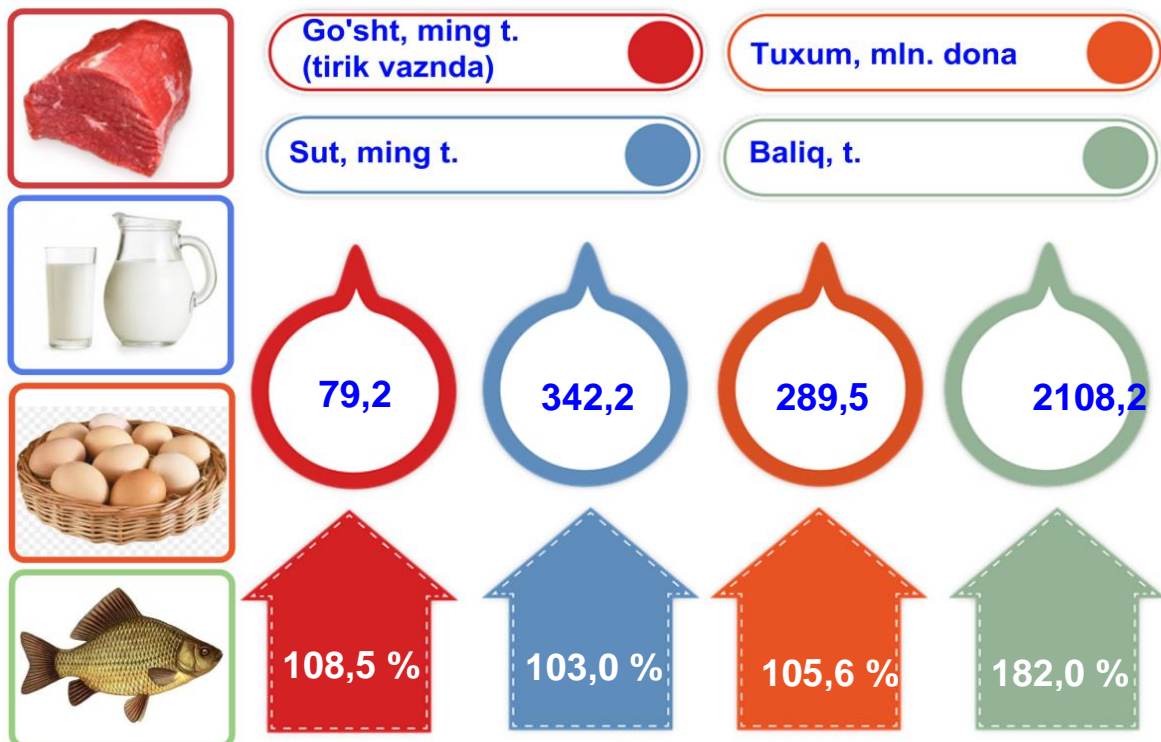 Go'sht, ming t.
(tirik vaznda)
Tuxum, mln. dona
Sut, ming t.
Baliq, t.
79,2
342,2
289,5
2108,2
108,5 %
103,0 %
105,6 %
182,0 %